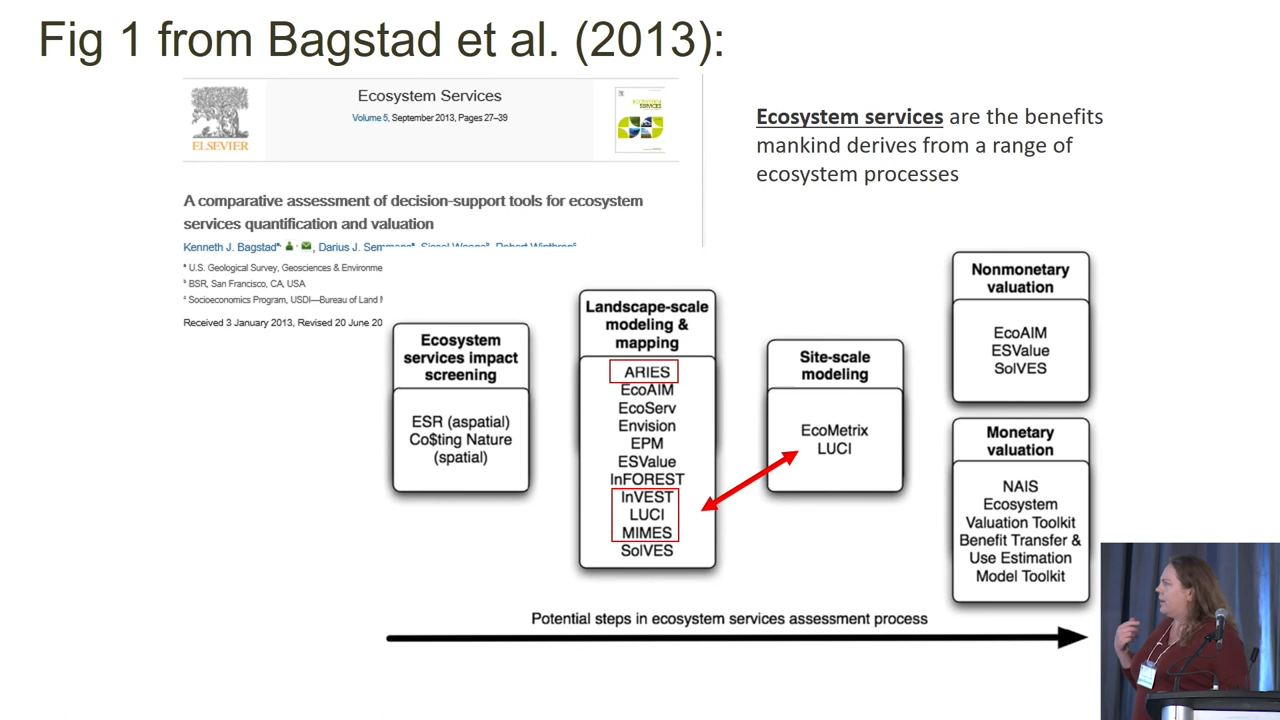 Fig 1 from Bagstad et al. (2013):
ELSEVIER
Ecosystem Services
Volume 5, September 2013, Pages 27–39
ECOSYSTEM
SERVICES
Ecosystem services are the benefits
mankind derives from a range of
ecosystem processes
A comparative assessment of decision-support tools for ecosystem
services quantification and valuation
Kenneth J. Bagstad a, Darius J. Semmens a
a U.S. Geological Survey, Geosciences & Environme
b BSR, San Francisco, CA, USA
c Socioeconomics Program, USDI—Bureau of Land
Received 3 January 2013, Revised 20 June 20
Ecosystem
services impact
screening
ESR (aspatial)
Co$ting Nature
(spatial)
Landscape-scale
modeling &
mapping
ARIES
EcoAIM
EcoServ
Envision
EPM
ESValue
InFOREST
InVEST
LUCI
MIMES
SolVES
Site-scale
modeling
EcoMetrix
LUCI
Nonmonetary
valuation
EcoAIM
ESValue
SolVES
Monetary
valuation
NAIS
Ecosystem
Valuation Toolkit
Benefit Transfer &
Use Estimation
Model Toolkit
Potential steps in ecosystem services assessment process